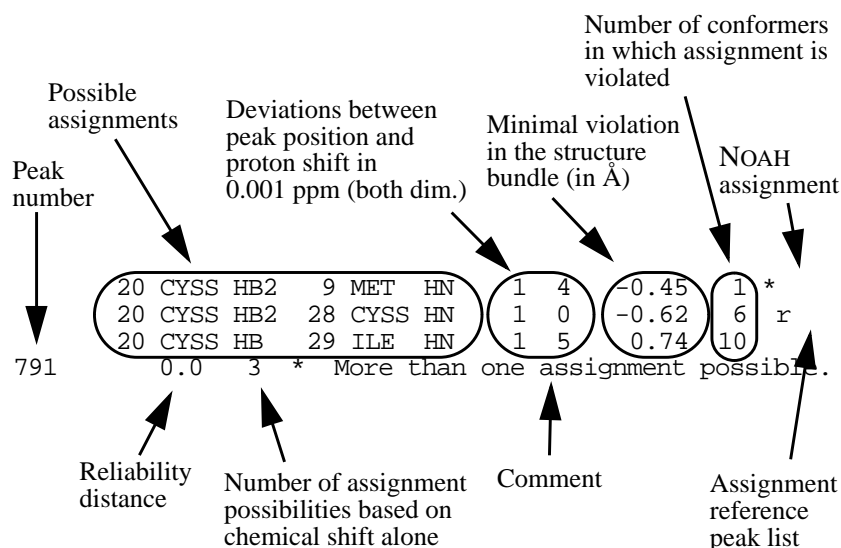 Number of conformers
in which assignment is
violated
Possible
assignments
Deviations between
peak position and
proton shift in
0.001 ppm (both dim.)
Minimal violation
in the structure
bundle (in Å)
NOAH
assignment
Peak
number
20 CYSS HB2 9 MET HN 1 4 -0.45 1 *
20 CYSS HB2 28 CYSS HN 1 0 -0.62 6 r
20 CYSS HB 29 ILE HN 1 5 0.74 10
791 0.0 3 * More than one assignment possible.
Reliability
distance
Number of assignment
possibilities based on
chemical shift alone
Comment
Assignment
reference
peak list